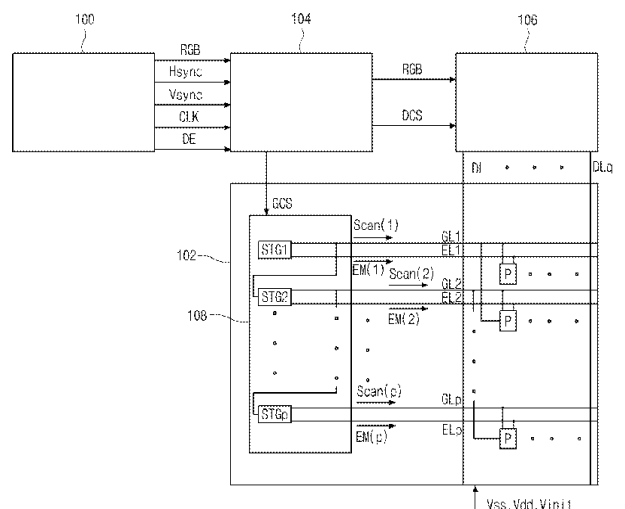 100
104
106
RGB
Hsync
Vsync
CLK
DE
RGB
DCS
DI
DLq
GCS
102
108
STG1
Scan(1)
GL1
EL1
EM(1)
P
STG2
Scan(2)
GL2
EL2
EM(2)
P
STGp
Scan(p)
GLp
ELp
EM(p)
P
Vss,Vdd,Vini1